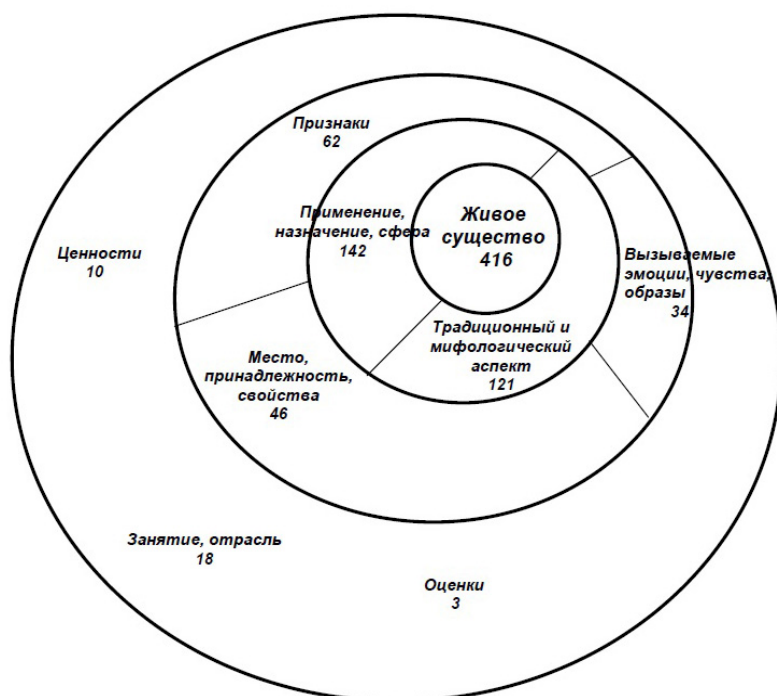 Признаки
62
Применение,
назначение, сфера
142
Живое
существо
416
Ценности
10
Вызываемые
эмоции, чувства,
образы
34
Традиционный и
мифологический
аспект
121
Место,
принадлежность,
свойства
46
Занятие, отрасль
18
Оценки
3